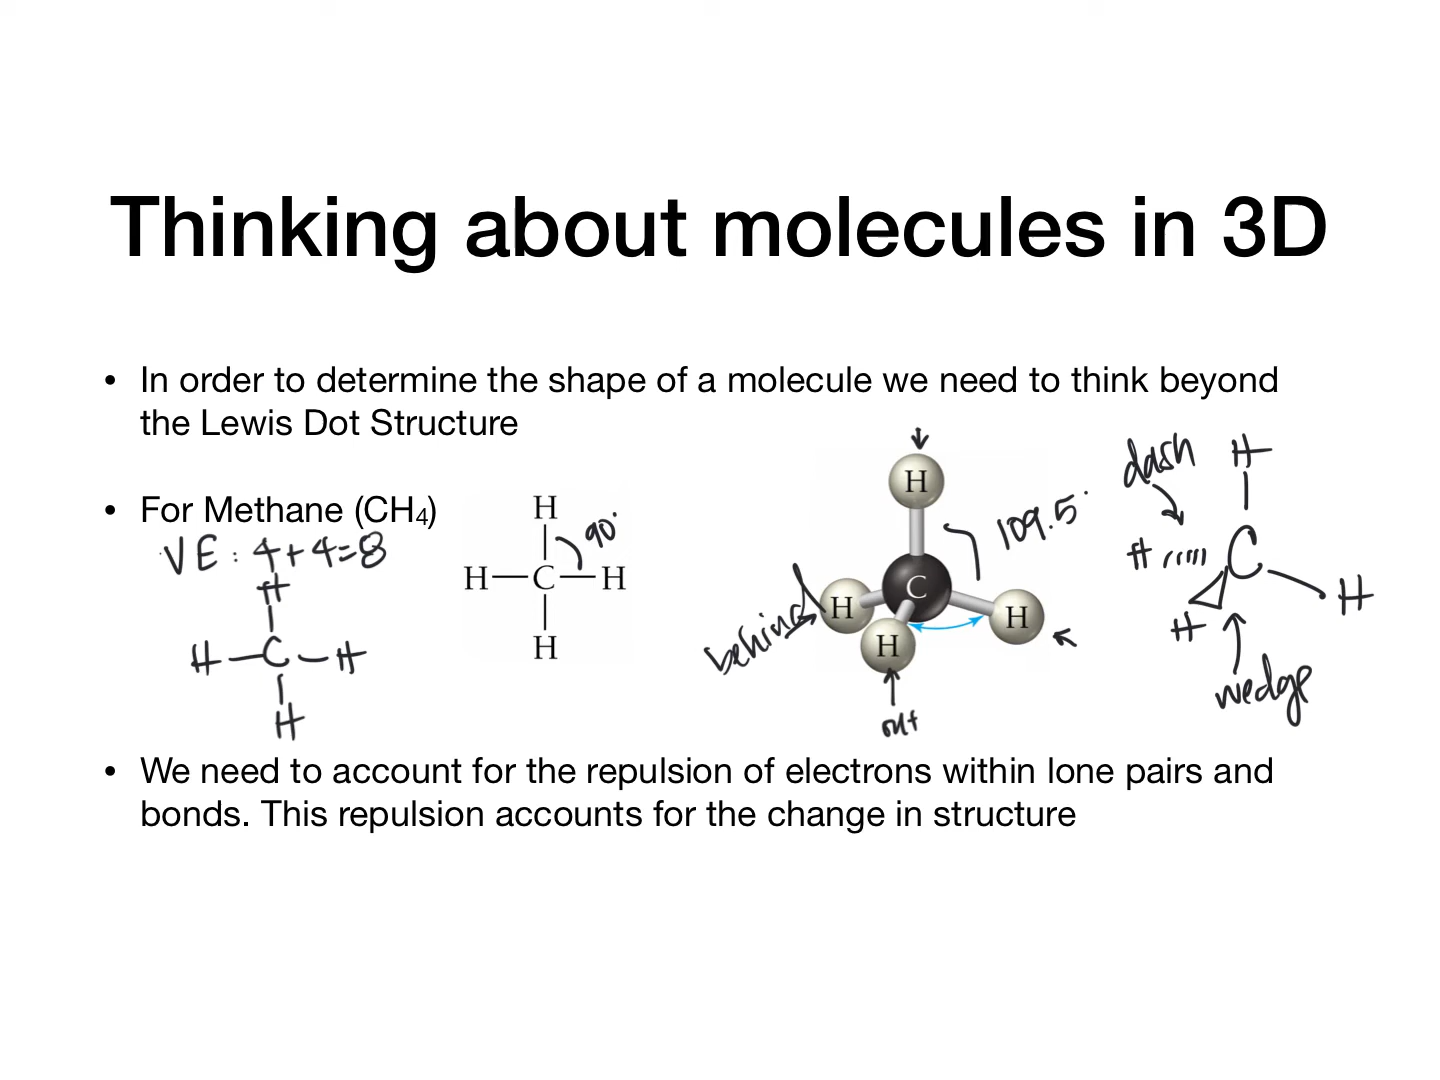 Thinking about molecules in 3D
• In order to determine the shape of a molecule we need to think beyond
the Lewis Dot Structure
• For Methane (CH₄)
VE: 4+4=8
H
H—C—H
H
H
H—C—H
H
90°
H
C
H
H
H
109.5°
behind
out
dash
H
H C
H
H
wedge
• We need to account for the repulsion of electrons within lone pairs and
bonds. This repulsion accounts for the change in structure